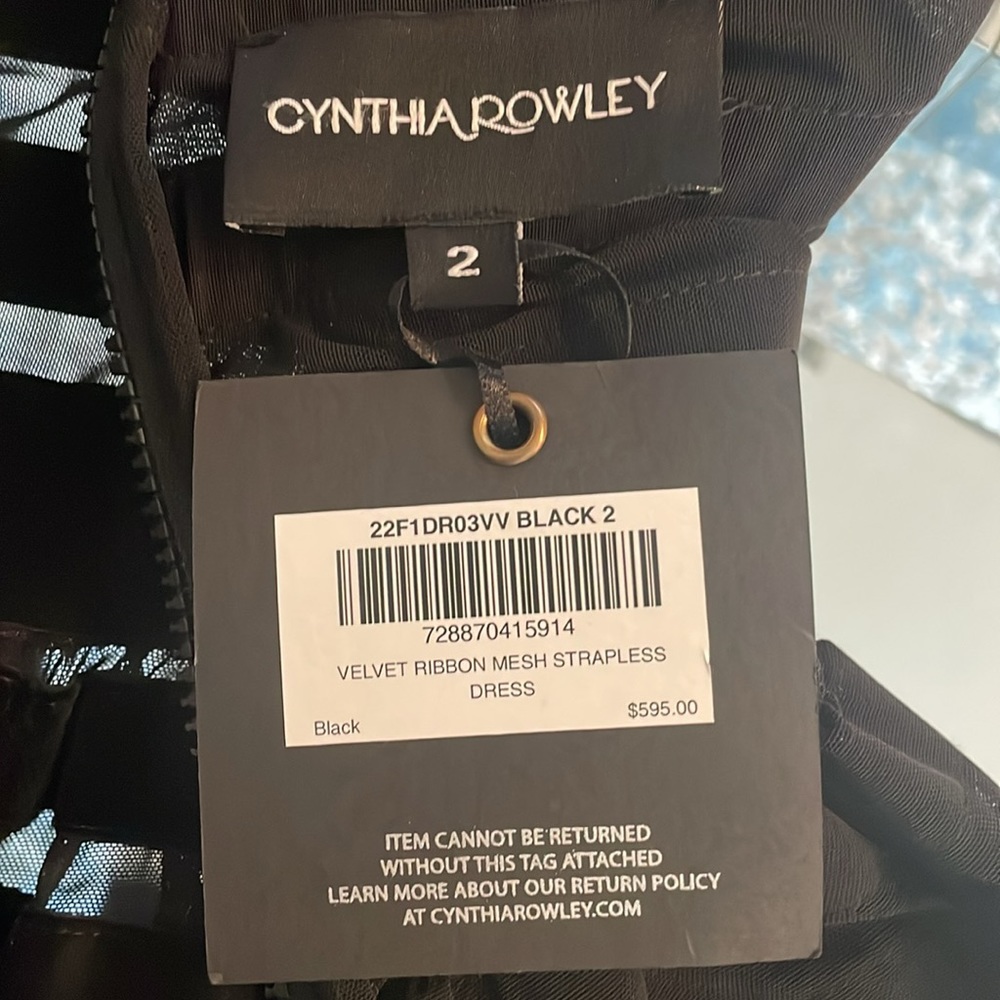 CYNTHIA ROWLEY
2
22F1DR03VV BLACK 2
728870415914
VELVET RIBBON MESH STRAPLESS
DRESS
Black
$595.00
ITEM CANNOT BE RETURNED
WITHOUT THIS TAG ATTACHED
LEARN MORE ABOUT OUR RETURN POLICY
AT CYNTHIAROWLEY.COM